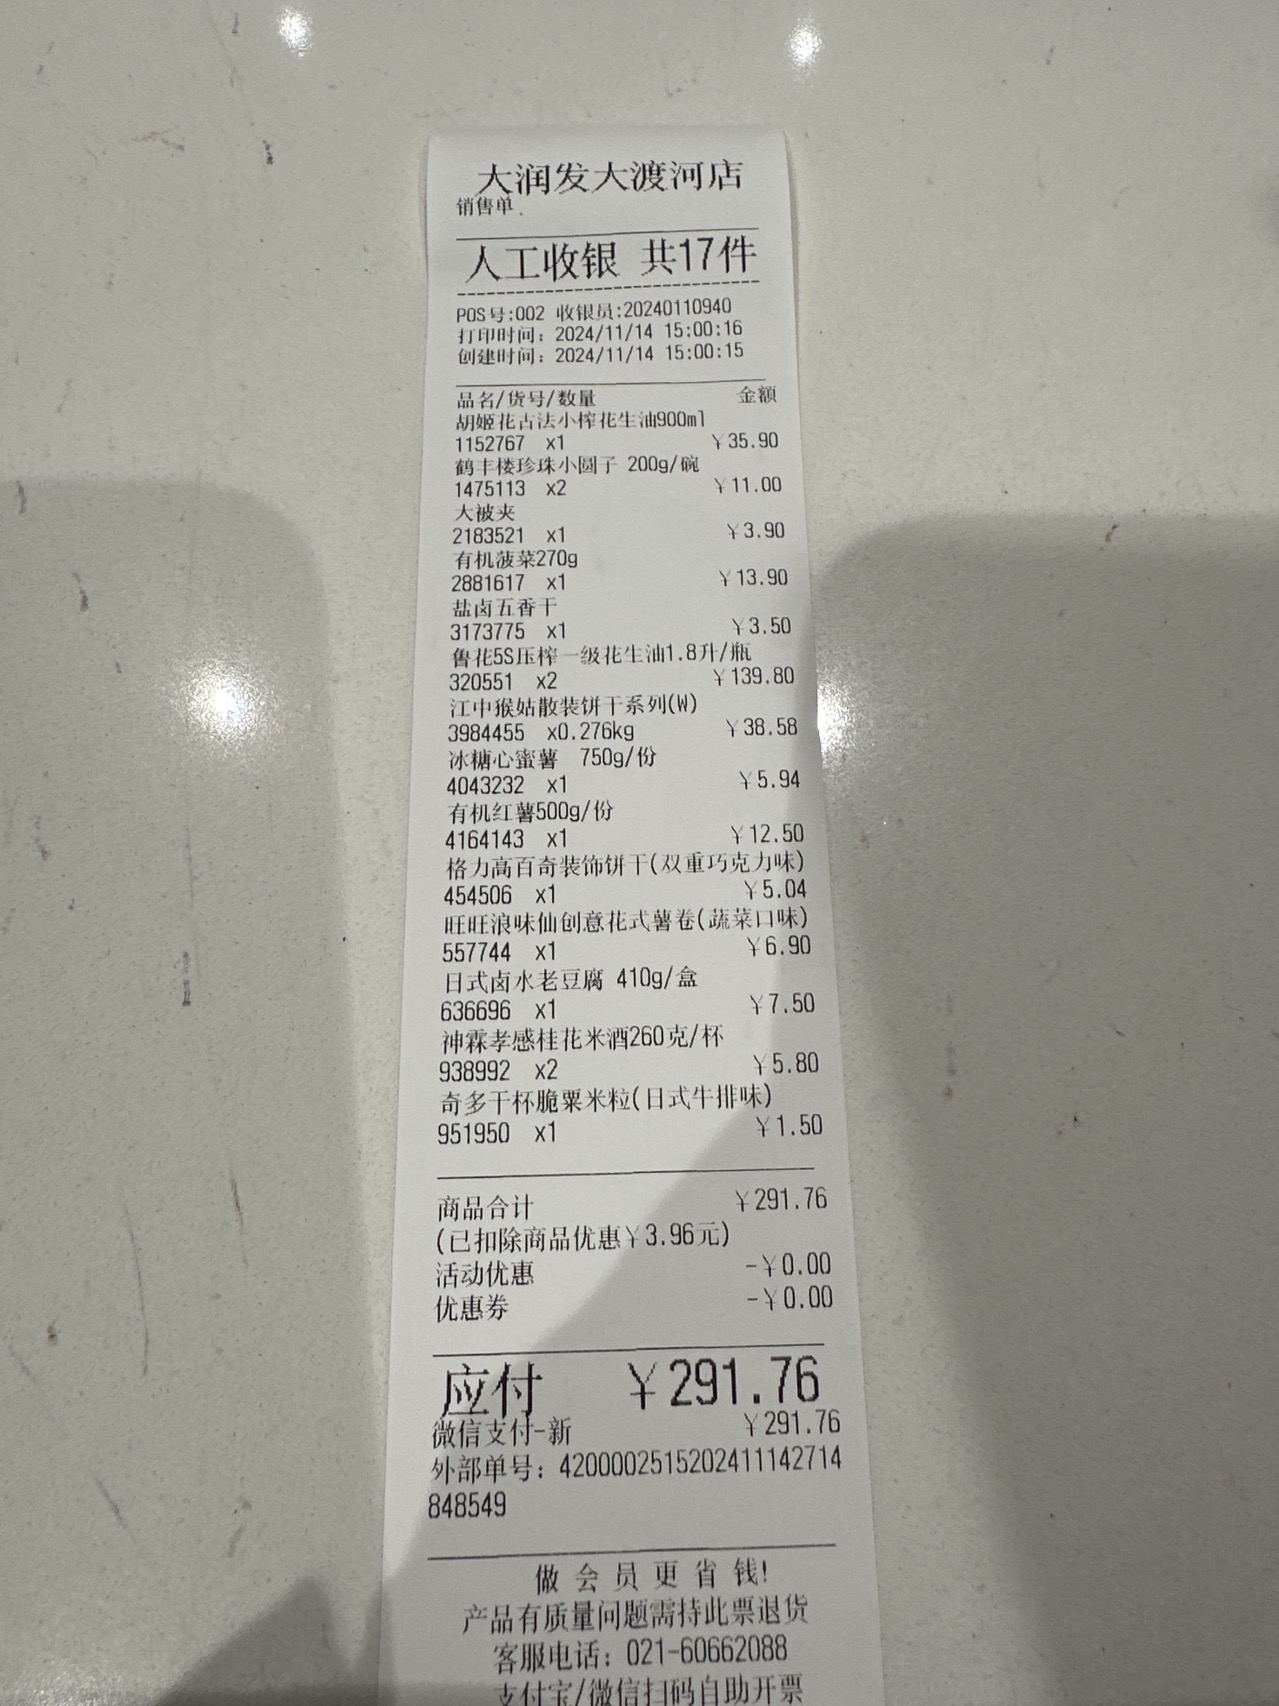 大润发大渡河店
销售单
人工收银 共17件
POS号:002 收银员:20240110940
打印时间: 2024/11/14 15:00:16
创建时间: 2024/11/14 15:00:15
品名/货号/数量 金额
胡姬花古法小榨花生油900ml
1152767 x1 ¥35.90
鹤丰楼珍珠小圆子 200g/碗
1475113 x2 ¥11.00
大被夹
2183521 x1 ¥3.90
有机菠菜270g
2881617 x1 ¥13.90
盐卤五香干
3173775 x1 ¥3.50
鲁花5S压榨一级花生油1.8升/瓶
320551 x2 ¥139.80
江中猴姑散装饼干系列(W)
3984455 x0.276kg ¥38.58
冰糖心蜜薯 750g/份
4043232 x1 ¥5.94
有机红薯500g/份
4164143 x1 ¥12.50
格力高百奇装饰饼干(双重巧克力味)
454506 x1 ¥5.04
旺旺浪味仙创意花式薯卷(蔬菜口味)
557744 x1 ¥6.90
日式卤水老豆腐 410g/盒
636696 x1 ¥7.50
神霖孝感桂花米酒260克/杯
938992 x2 ¥5.80
奇多干杯脆粟米粒(日式牛排味)
951950 x1 ¥1.50
商品合计 ¥291.76
(已扣除商品优惠¥3.96元)
活动优惠 -¥0.00
优惠券 -¥0.00
应付 ¥291.76
微信支付-新 ¥291.76
外部单号: 4200002515202411142714
848549
做会员更省钱!
产品有质量问题需持此票退货
客服电话: 021-60662088
支付宝/微信扫码自助开票